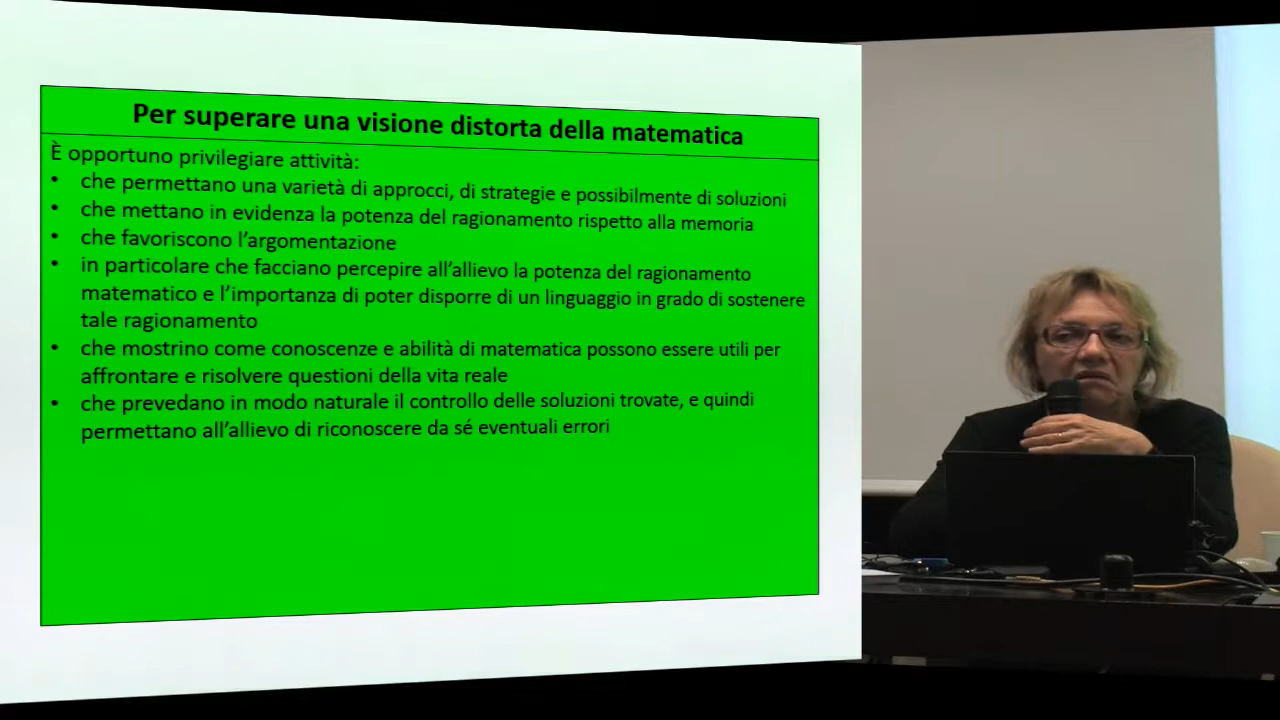 Per superare una visione distorta della matematica
È opportuno privilegiare attività:
• che permettano una varietà di approcci, di strategie e possibilmente di soluzioni
• che mettano in evidenza la potenza del ragionamento rispetto alla memoria
• che favoriscono l'argomentazione
• in particolare che facciano percepire all'allievo la potenza del ragionamento
matematico e l'importanza di poter disporre di un linguaggio in grado di sostenere
tale ragionamento
• che mostrino come conoscenze e abilità di matematica possono essere utili per
affrontare e risolvere questioni della vita reale
• che prevedano in modo naturale il controllo delle soluzioni trovate, e quindi
permettano all'allievo di riconoscere da sé eventuali errori